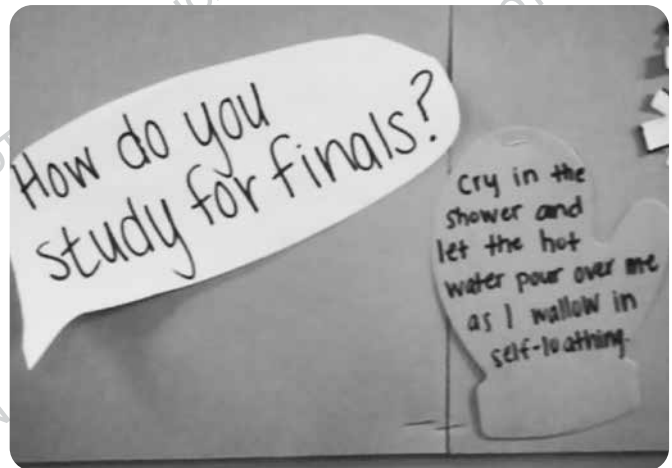 How do you
study for finals?
cry in the
shower and
let the hot
water pour over me
as I wallow in
self-loathing.